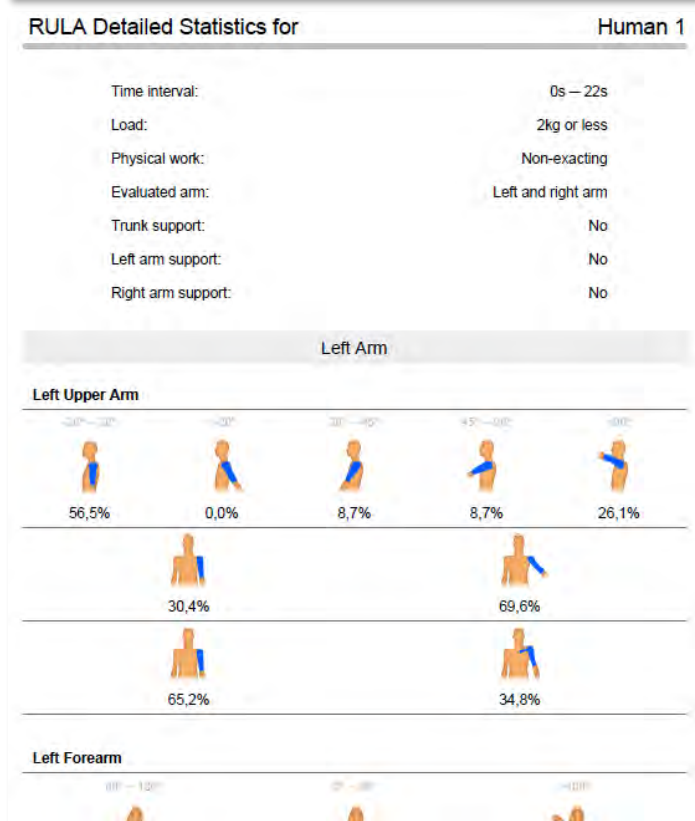 RULA Detailed Statistics for Human 1
Time interval: 0s — 22s
Load: 2kg or less
Physical work: Non-exacting
Evaluated arm: Left and right arm
Trunk support: No
Left arm support: No
Right arm support: No
Left Arm
Left Upper Arm
56,5% 0,0% 8,7% 8,7% 26,1%
30,4% 69,6%
65,2% 34,8%
Left Forearm